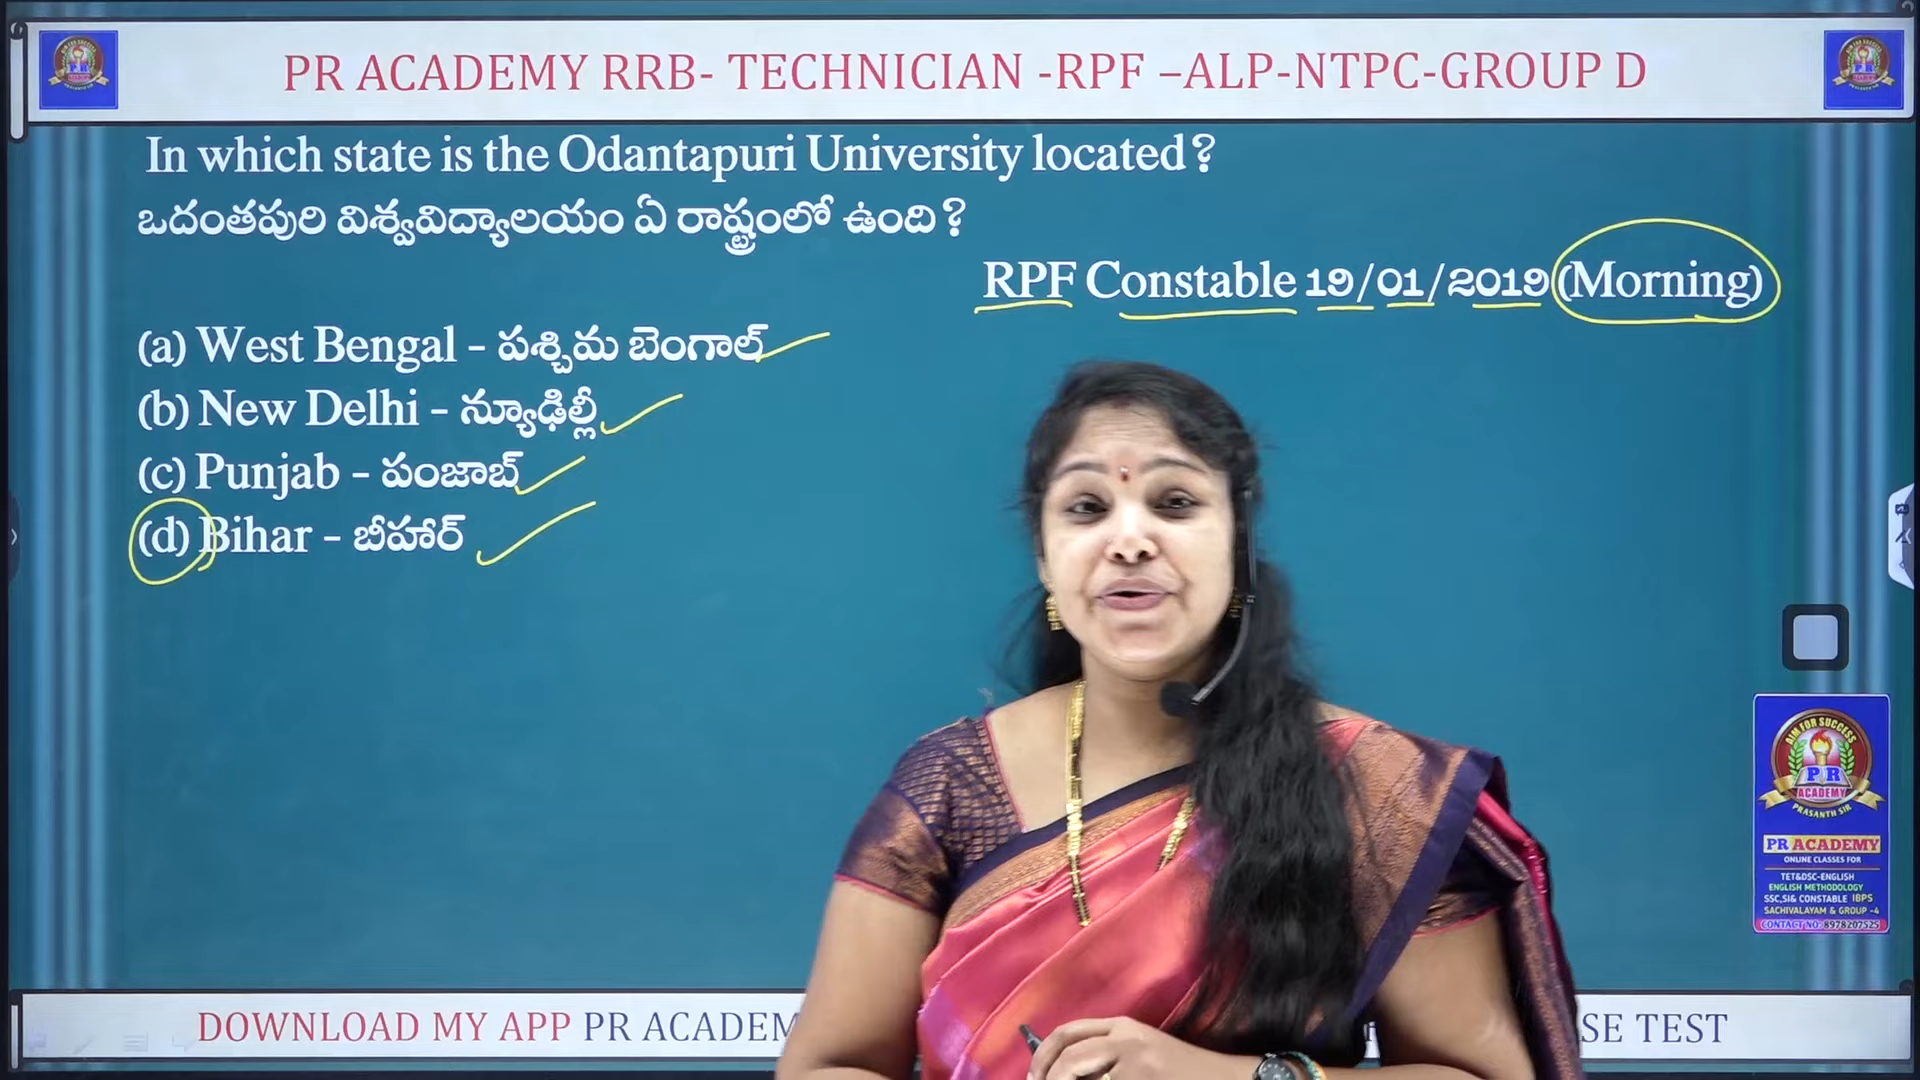 PR ACADEMY RRB- TECHNICIAN -RPF –ALP-NTPC-GROUP D
In which state is the Odantapuri University located?
ఒదంతపురి విశ్వవిద్యాలయం ఏ రాష్ట్రంలో ఉంది?
RPF Constable 19/01/2019(Morning)
(a) West Bengal - పశ్చిమ బెంగాల్
(b) New Delhi - న్యూఢిల్లీ
(c) Punjab - పంజాబ్
(d) Bihar - బీహార్
AIM FOR SUCCESS
PR
ACADEMY
PRASANTH SIR
PR ACADEMY
ONLINE CLASSES FOR
TET&DSC-ENGLISH
ENGLISH METHODOLOGY
SSC,SI& CONSTABLE IBPS
SACHIVALAYAM & GROUP -4
CONTACT NO: 8978207525
DOWNLOAD MY APP PR ACADEM
SE TEST